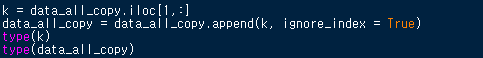 k = data_all_copy.iloc[1,:]
data_all_copy = data_all_copy.append(k, ignore_index = True)
type(k)
type(data_all_copy)